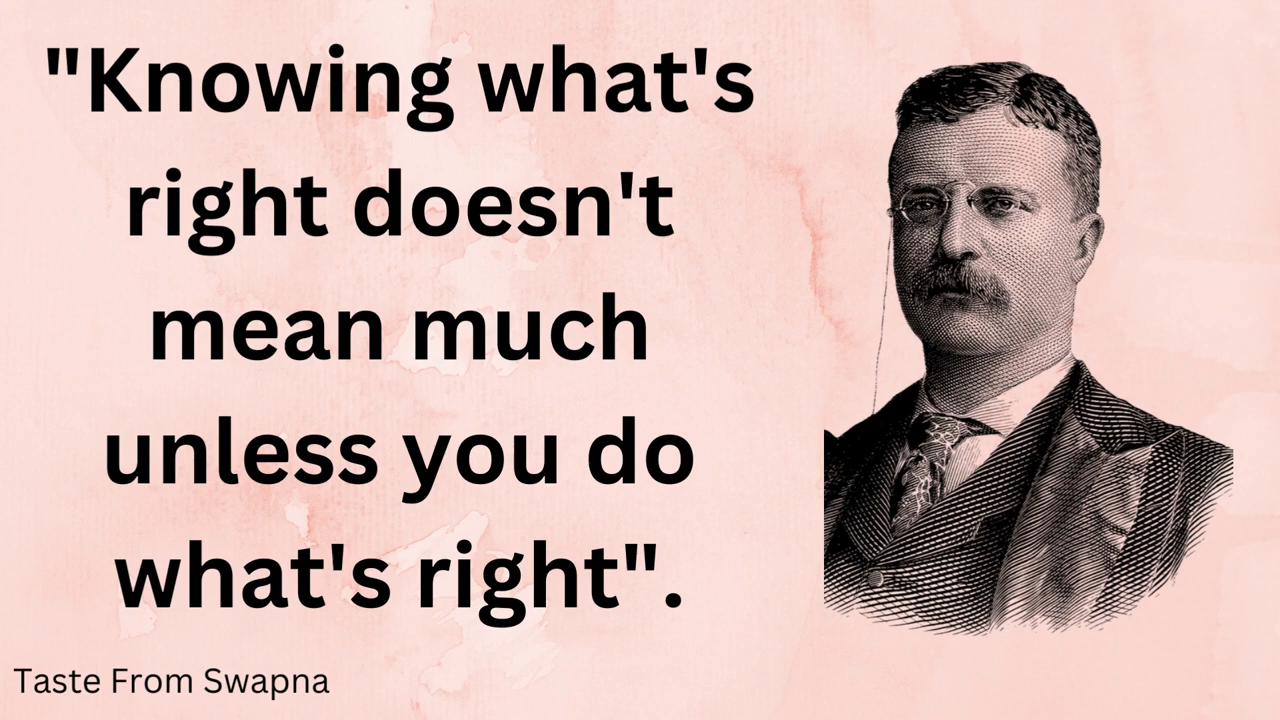 "Knowing what's
right doesn't
mean much
unless you do
what's right".
Taste From Swapna